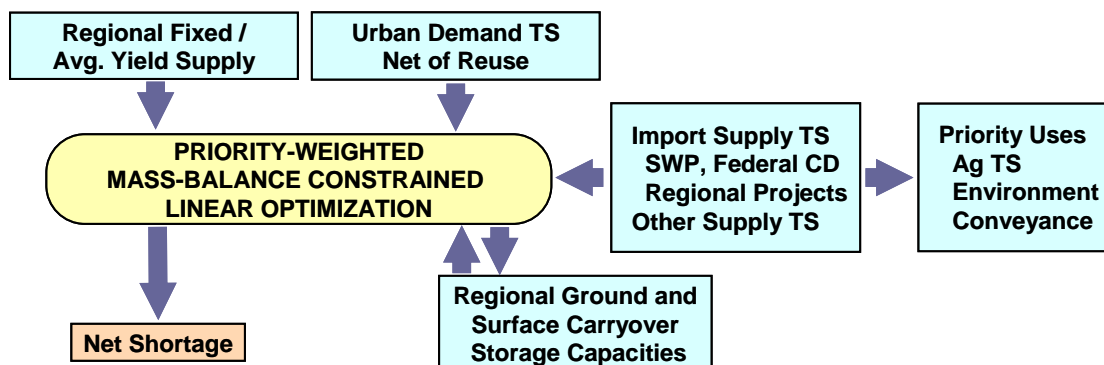 Regional Fixed /
Avg. Yield Supply
Urban Demand TS
Net of Reuse
PRIORITY-WEIGHTED
MASS-BALANCE CONSTRAINED
LINEAR OPTIMIZATION
Import Supply TS
SWP, Federal CD
Regional Projects
Other Supply TS
Priority Uses
Ag TS
Environment
Conveyance
Net Shortage
Regional Ground and
Surface Carryover
Storage Capacities